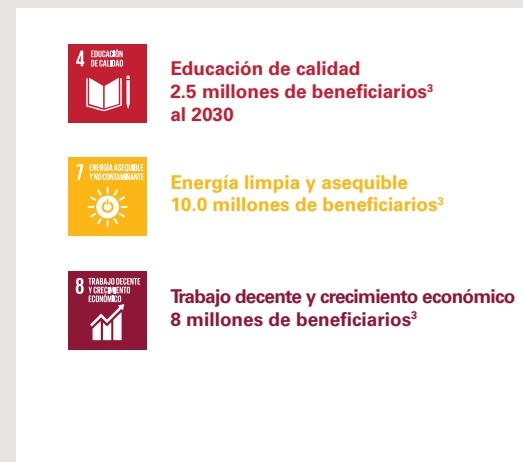 4 EDUCACIÓN
DE CALIDAD
Educación de calidad
2.5 millones de beneficiarios³
al 2030
7 ENERGÍA ASEQUIBLE
Y NO CONTAMINANTE
Energía limpia y asequible
10.0 millones de beneficiarios³
8 TRABAJO DECENTE
Y CRECIMIENTO
ECONÓMICO
Trabajo decente y crecimiento económico
8 millones de beneficiarios³